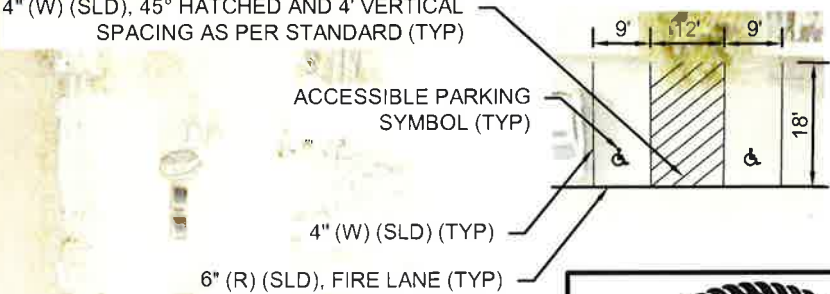 4" (W) (SLD), 45° HATCHED AND 4' VERTICAL
SPACING AS PER STANDARD (TYP)
9' 12' 9'
ACCESSIBLE PARKING
SYMBOL (TYP)
18'
4" (W) (SLD) (TYP)
6" (R) (SLD), FIRE LANE (TYP)